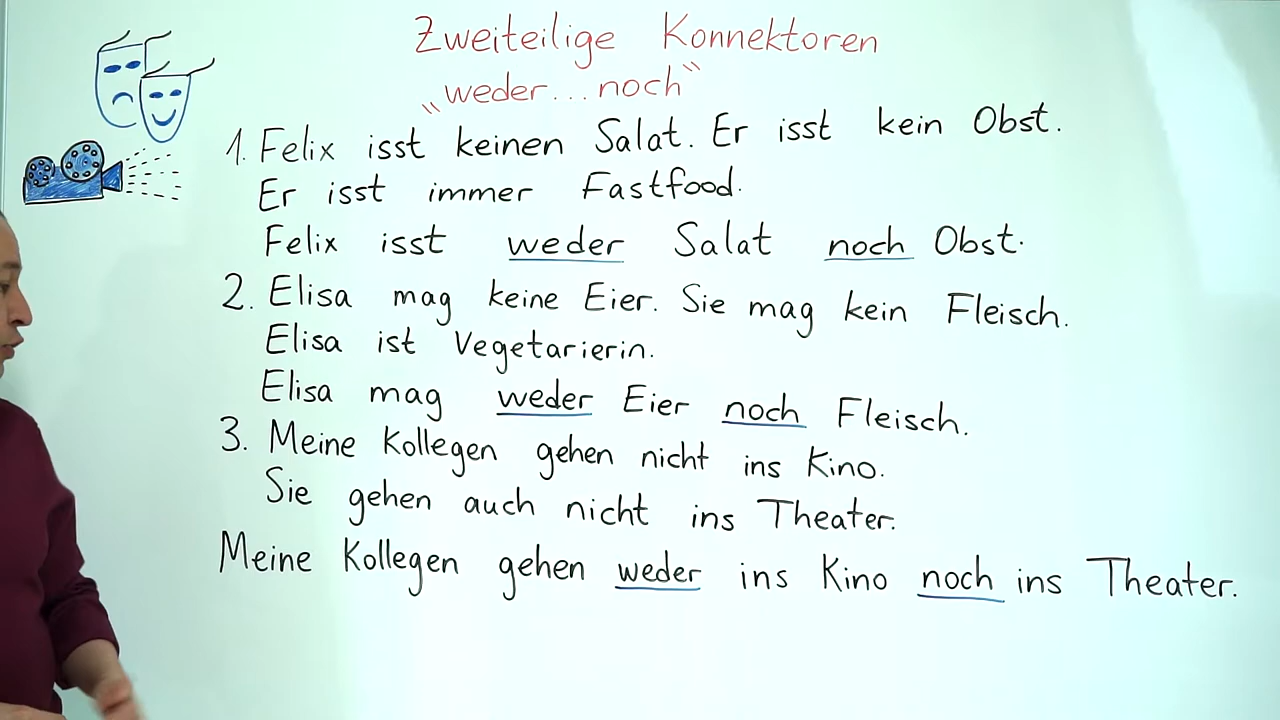 Zweiteilige Konnektoren
"weder...noch"
1. Felix isst keinen Salat. Er isst kein Obst.
Er isst immer Fastfood.
Felix isst weder Salat noch Obst.
2. Elisa mag keine Eier. Sie mag kein Fleisch.
Elisa ist Vegetarierin.
Elisa mag weder Eier noch Fleisch.
3. Meine Kollegen gehen nicht ins Kino.
Sie gehen auch nicht ins Theater.
Meine Kollegen gehen weder ins Kino noch ins Theater.